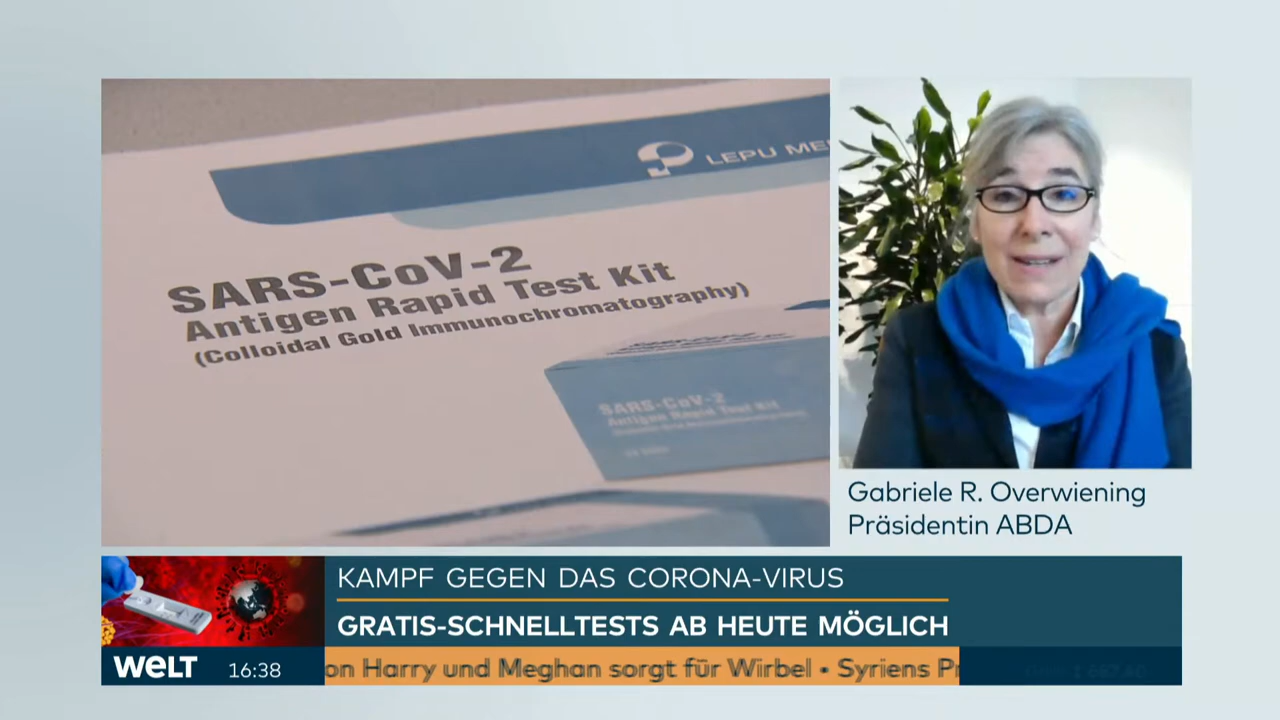 LEPU
SARS-CoV-2
Antigen Rapid Test Kit
(Colloidal Gold Immunochromatography)
SARS-CoV-2
Antigen Rapid Test Kit
Gabriele R. Overwiening
Präsidentin ABDA
KAMPF GEGEN DAS CORONA-VIRUS
GRATIS-SCHNELLTESTS AB HEUTE MÖGLICH
WELT 16:38 on Harry und Meghan sorgt für Wirbel • Syriens